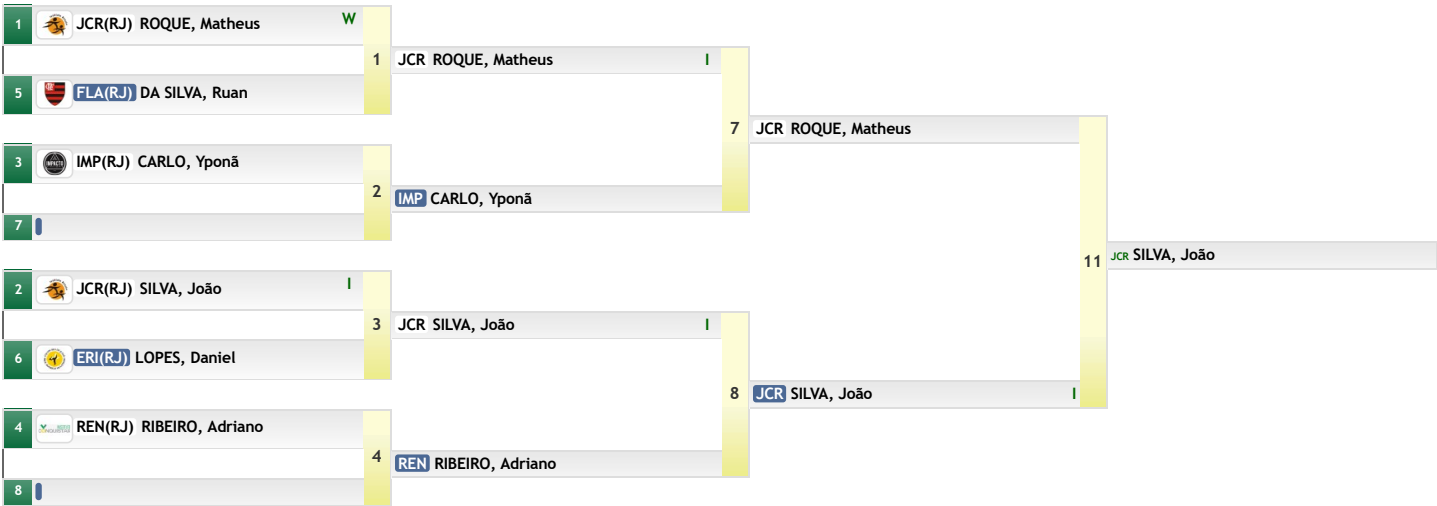 1 JCR(RJ) ROQUE, Matheus W
1 JCR ROQUE, Matheus I
5 FLA(RJ) DA SILVA, Ruan
7 JCR ROQUE, Matheus
3 IMP(RJ) CARLO, Yponã
2 IMP CARLO, Yponã
7
11 JCR SILVA, João
2 JCR(RJ) SILVA, João I
3 JCR SILVA, João I
6 ERI(RJ) LOPES, Daniel
8 JCR SILVA, João I
4 REN(RJ) RIBEIRO, Adriano
4 REN RIBEIRO, Adriano
8